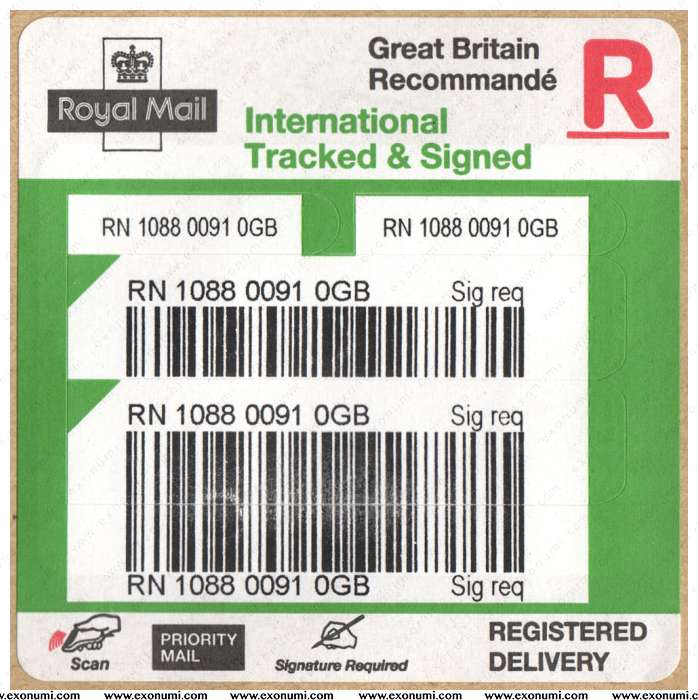 Royal Mail
Great Britain
Recommandé
R
International
Tracked & Signed
RN 1088 0091 0GB
RN 1088 0091 0GB
RN 1088 0091 0GB Sig req
RN 1088 0091 0GB Sig req
RN 1088 0091 0GB Sig req
Scan
PRIORITY
MAIL
Signature Required
REGISTERED
DELIVERY
www.exonumi.com www.exonumi.com www.exonumi.com www.exonumi.com www.exonumi.com